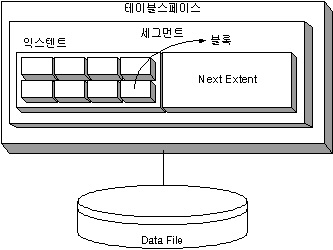 테이블스페이스
세그먼트
익스텐트
블록
Next Extent
Data File